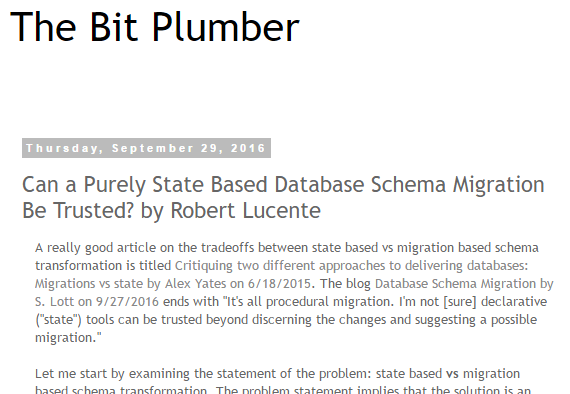 The Bit Plumber
Thursday, September 29, 2016
Can a Purely State Based Database Schema Migration
Be Trusted? by Robert Lucente
A really good article on the tradeoffs between state based vs migration based schema
transformation is titled Critiquing two different approaches to delivering databases:
Migrations vs state by Alex Yates on 6/18/2015. The blog Database Schema Migration by
S. Lott on 9/27/2016 ends with "It's all procedural migration. I'm not [sure] declarative
("state") tools can be trusted beyond discerning the changes and suggesting a possible
migration."
Let me start by examining the statement of the problem: state based vs migration
based schema transformation. The problem statement implies that the solution is an